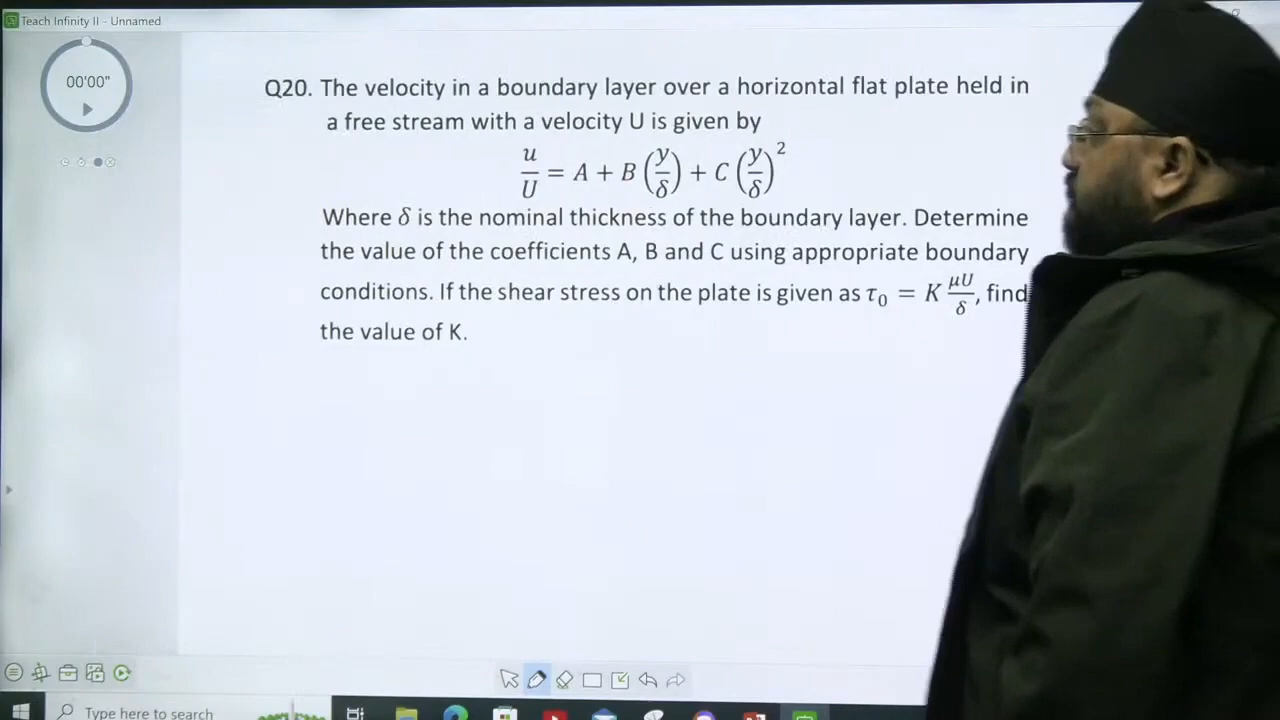 Teach Infinity II - Unnamed
00'00"
Q20. The velocity in a boundary layer over a horizontal flat plate held in
a free stream with a velocity U is given by
u/U = A + B (y/δ) + C (y/δ)²
Where δ is the nominal thickness of the boundary layer. Determine
the value of the coefficients A, B and C using appropriate boundary
conditions. If the shear stress on the plate is given as τ₀ = K μU/δ, find
the value of K.
Type here to search